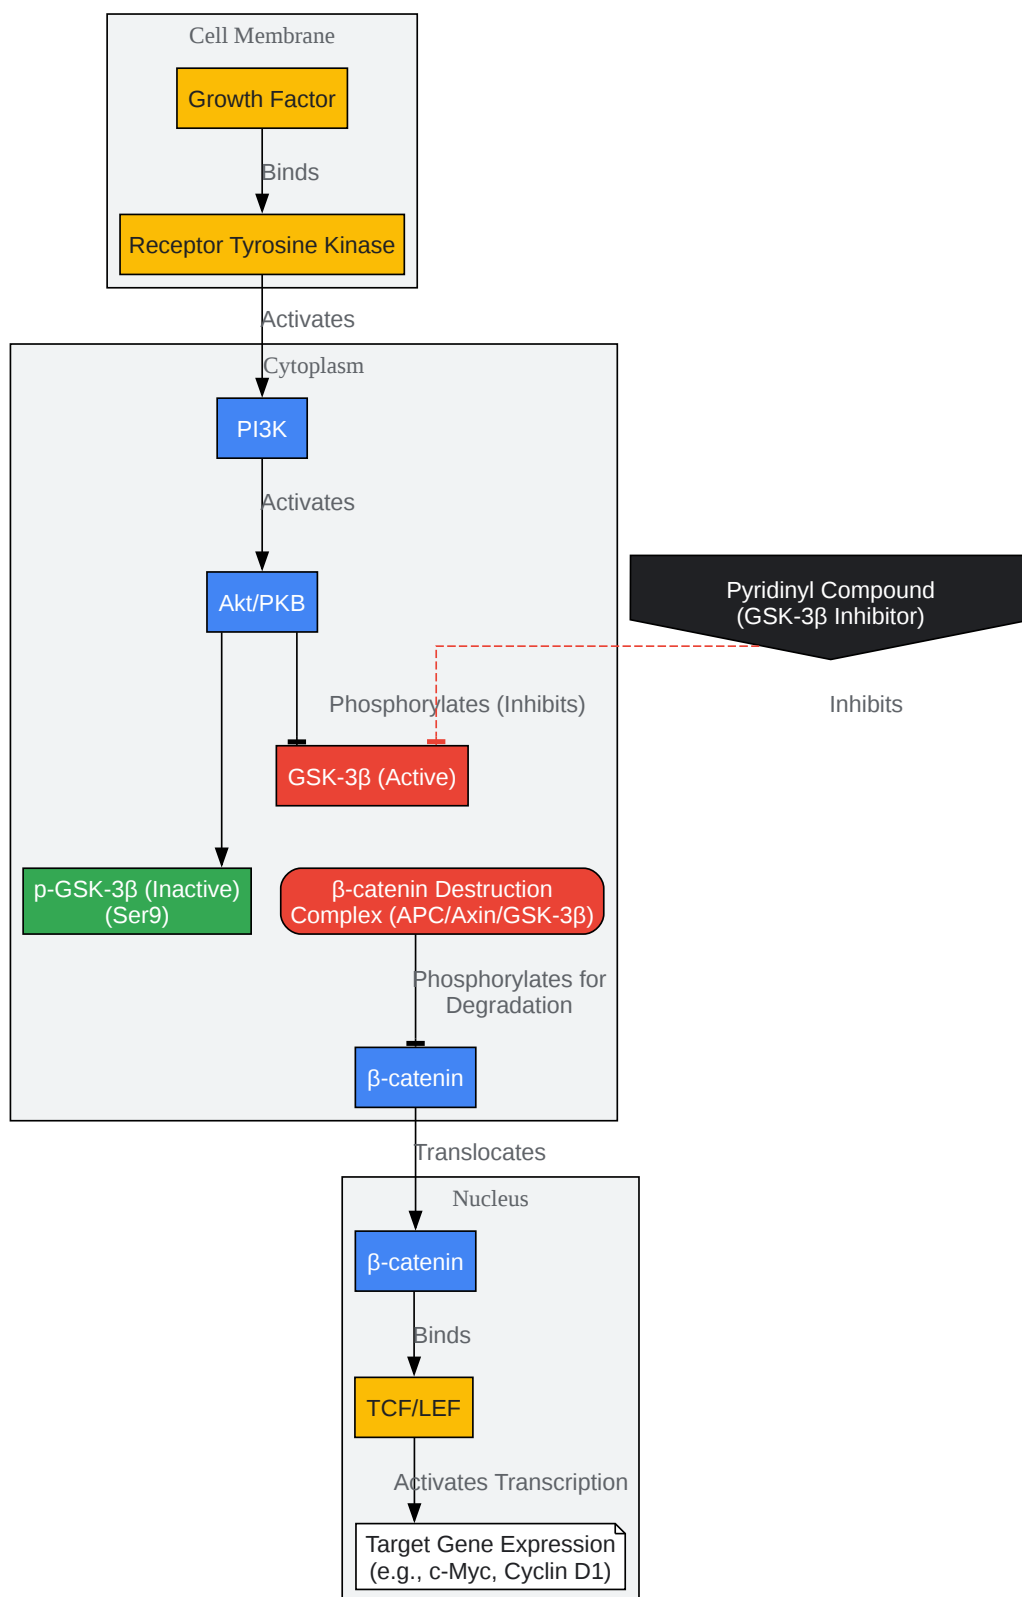 Cell Membrane
Growth Factor
Binds
Receptor Tyrosine Kinase
Activates
Cytoplasm
PI3K
Activates
Akt/PKB
Pyridinyl Compound
(GSK-3β Inhibitor)
Phosphorylates (Inhibits)
Inhibits
GSK-3β (Active)
p-GSK-3β (Inactive)
(Ser9)
β-catenin Destruction
Complex (APC/Axin/GSK-3β)
Phosphorylates for
Degradation
β-catenin
Translocates
Nucleus
β-catenin
Binds
TCF/LEF
Activates Transcription
Target Gene Expression
(e.g., c-Myc, Cyclin D1)